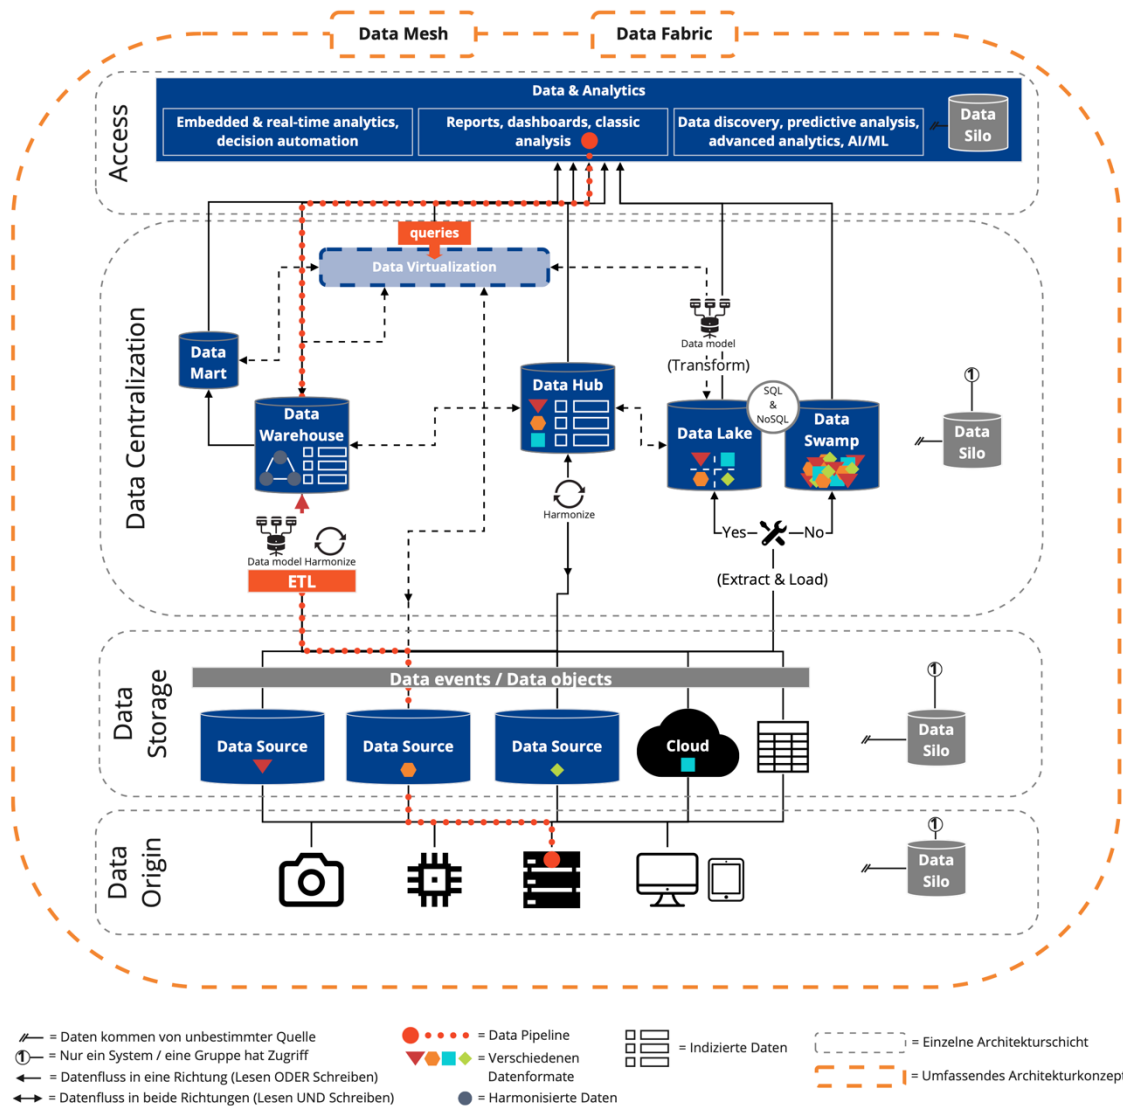 Data Mesh
Data Fabric
Access
Data & Analytics
Embedded & real-time analytics,
decision automation
Reports, dashboards, classic
analysis
Data discovery, predictive analysis,
advanced analytics, AI/ML
Data
Silo
Data Centralization
queries
Data Virtualization
Data
Mart
Data
Warehouse
Data Hub
Data model
(Transform)
SQL
&
NoSQL
Data Lake
Data
Swamp
1
Data
Silo
Harmonize
Data model
Harmonize
ETL
Yes
No
(Extract & Load)
Data
Storage
Data events / Data objects
Data Source
Data Source
Data Source
Cloud
1
Data
Silo
Data
Origin
1
Data
Silo
= Daten kommen von unbestimmter Quelle
1 = Nur ein System / eine Gruppe hat Zugriff
= Datenfluss in eine Richtung (Lesen ODER Schreiben)
= Datenfluss in beide Richtungen (Lesen UND Schreiben)
= Data Pipeline
= Verschiedenen
Datenformate
= Harmonisierte Daten
= Indizierte Daten
= Einzelne Architekturschicht
= Umfassendes Architekturkonzept